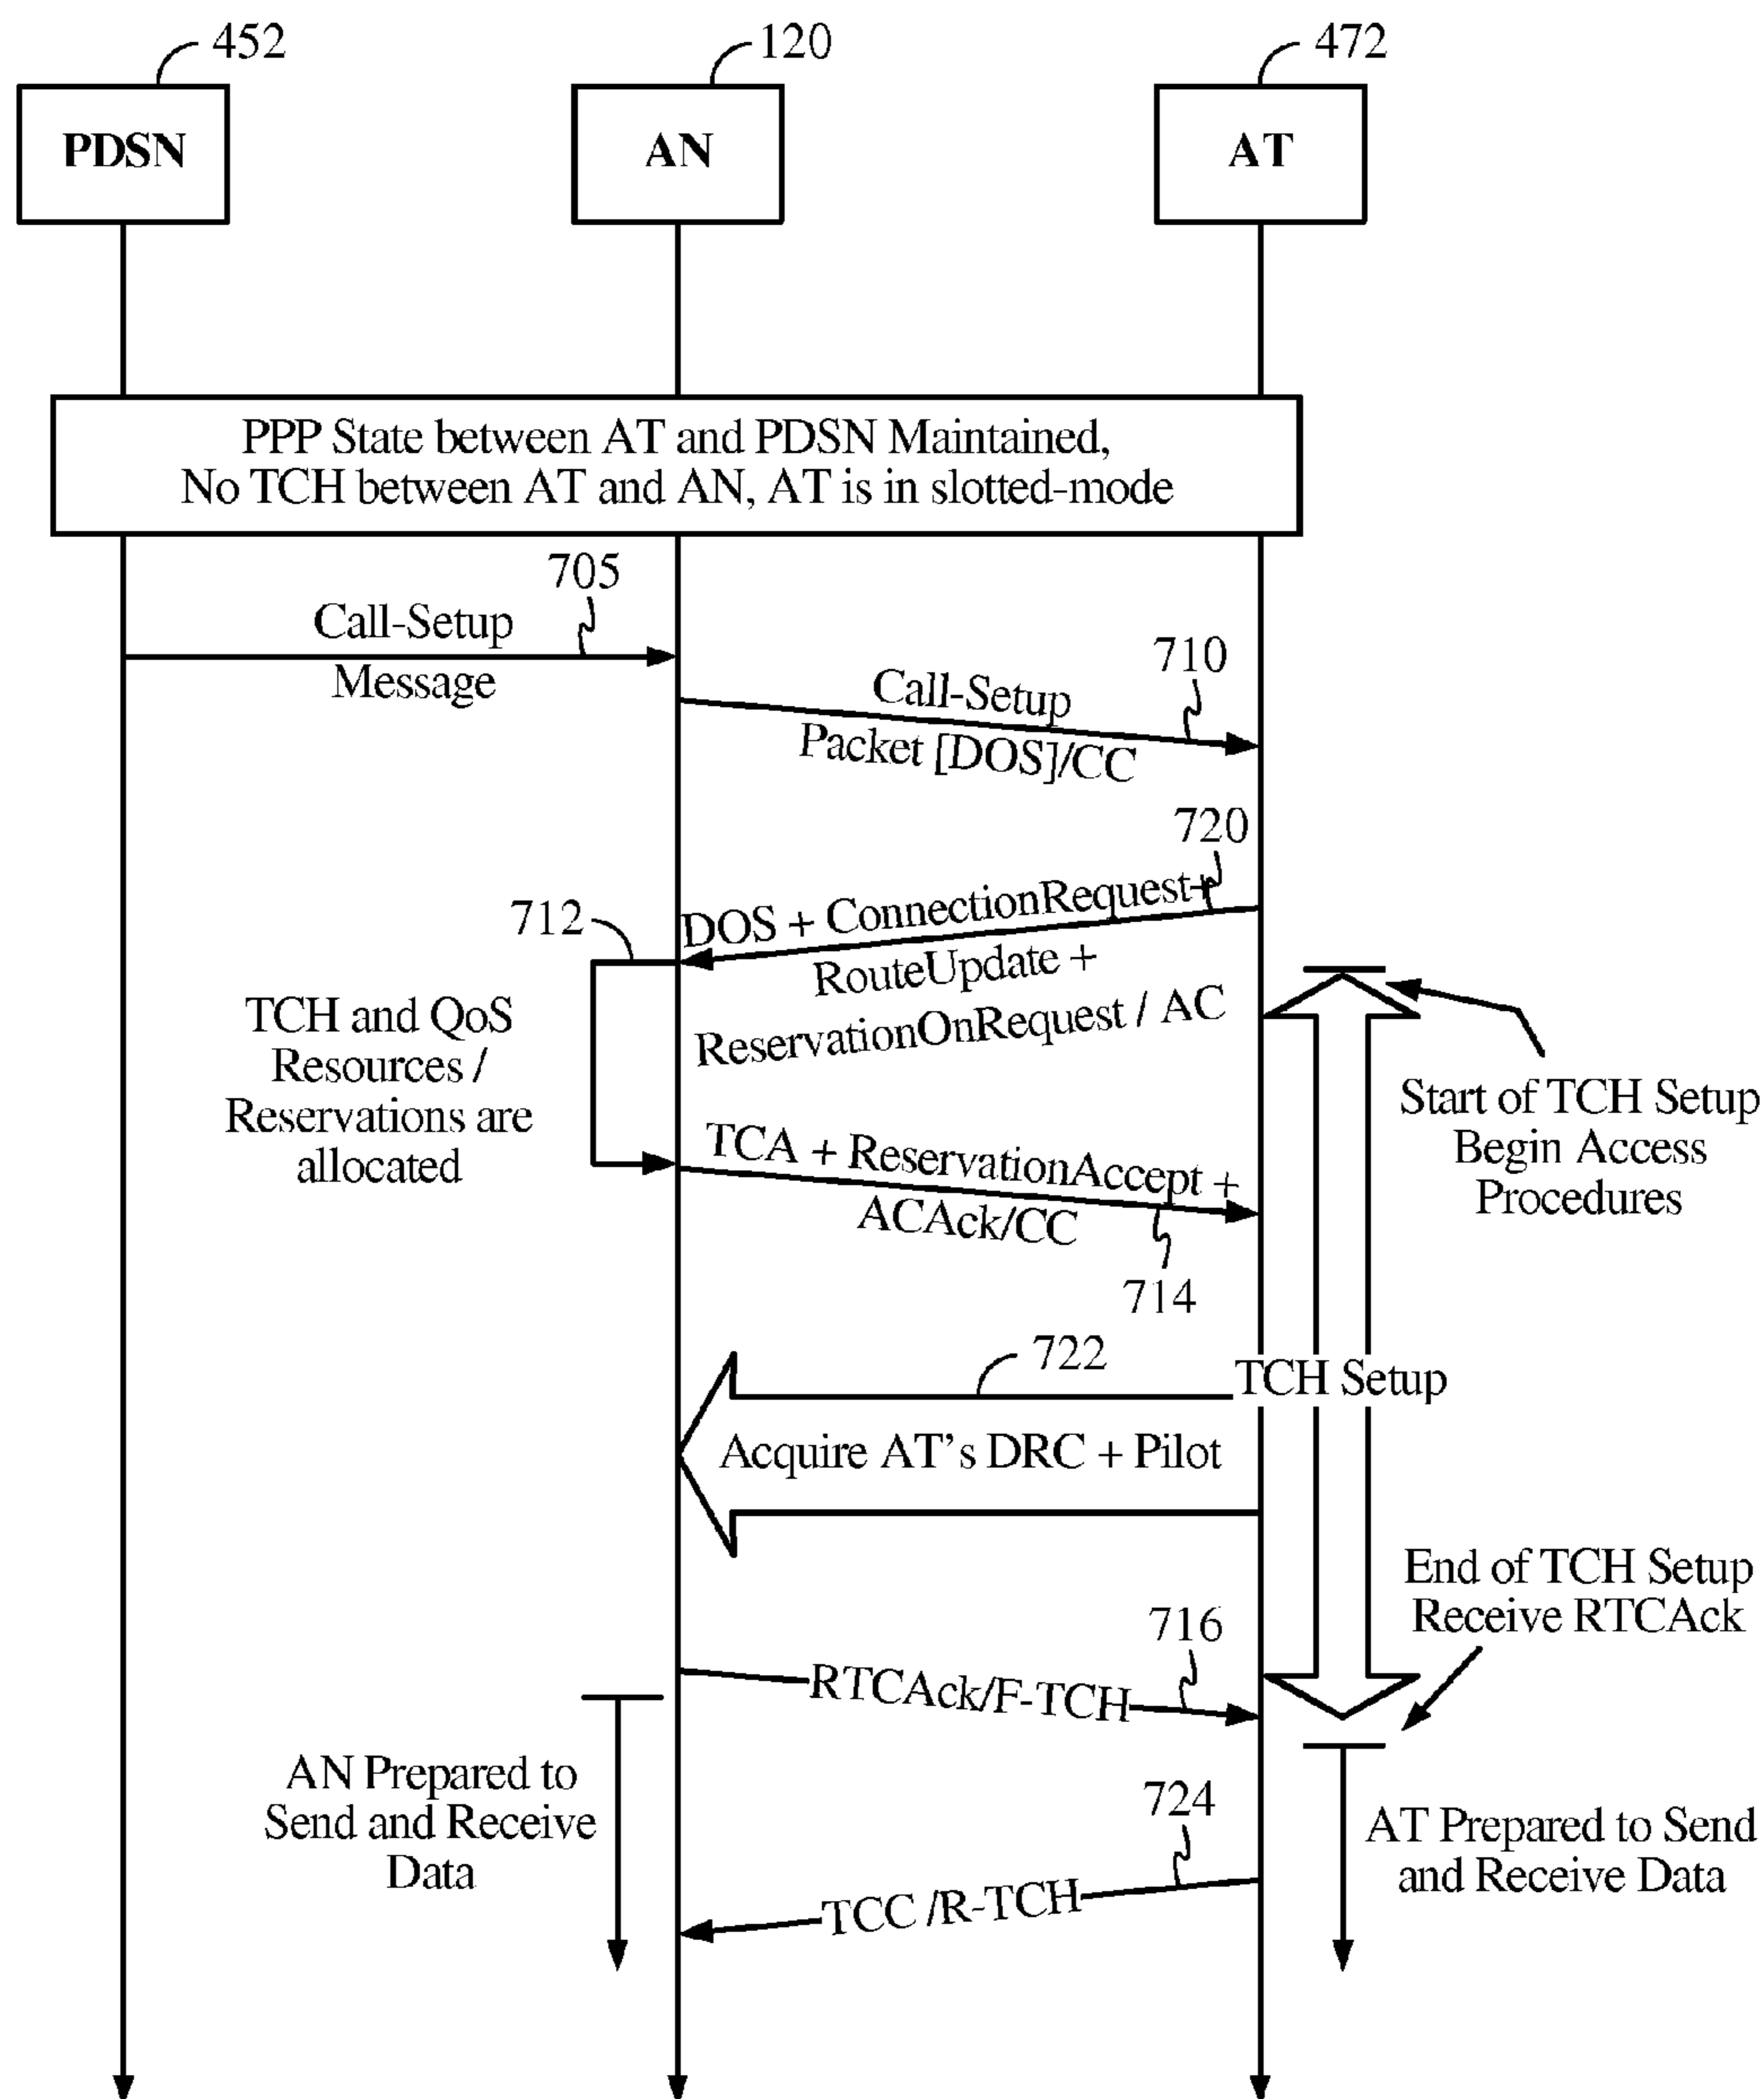 452
120
472
PDSN
AN
AT
PPP State between AT and PDSN Maintained,
No TCH between AT and AN, AT is in slotted-mode
705
Call-Setup
Message
710
Call-Setup
Packet [DOS]/CC
720
DOS + ConnectionRequest+
RouteUpdate +
ReservationOnRequest / AC
712
TCH and QoS
Resources /
Reservations are
allocated
Start of TCH Setup
Begin Access
Procedures
TCA + ReservationAccept +
ACAck/CC
714
722
TCH Setup
Acquire AT's DRC + Pilot
End of TCH Setup
Receive RTCAck
716
RTCAck/F-TCH
AN Prepared to
Send and Receive
Data
724
AT Prepared to Send
and Receive Data
TCC /R-TCH